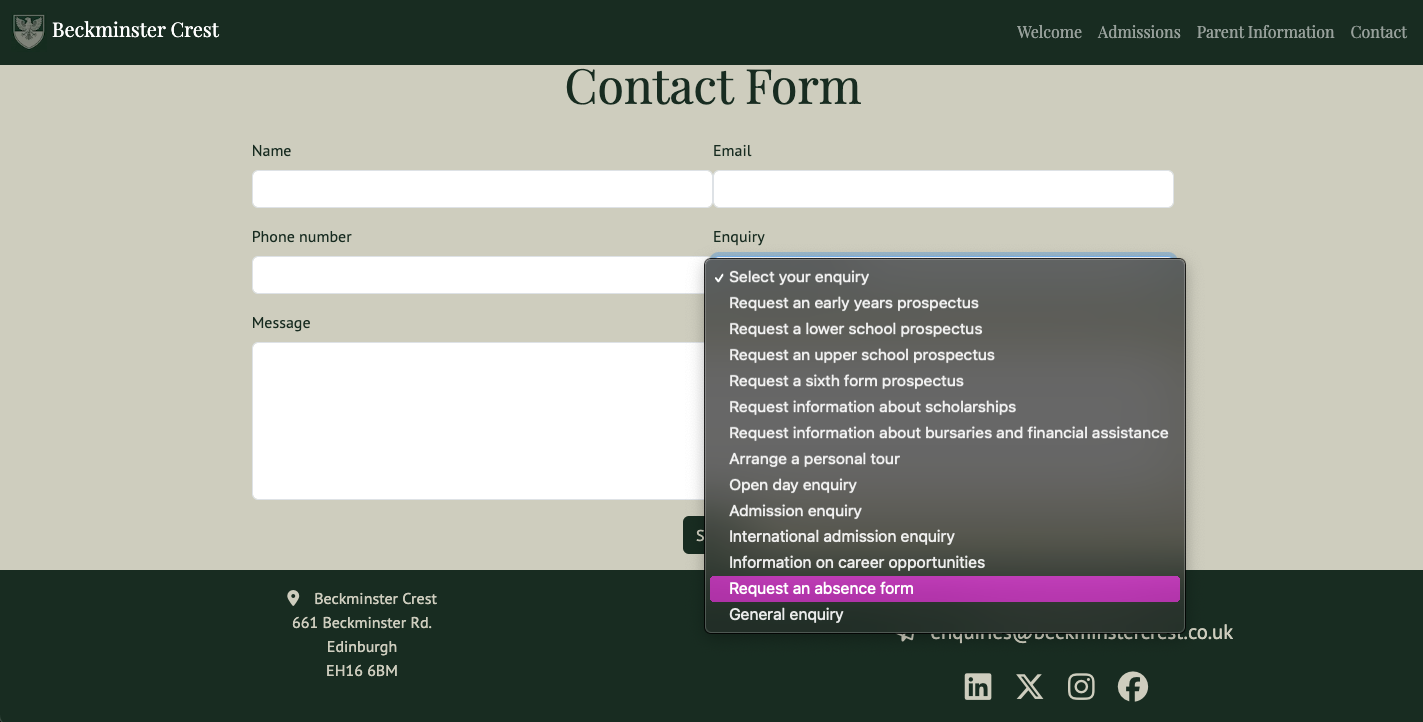 Beckminster Crest
Welcome Admissions Parent Information Contact
Contact Form
Name
Email
Phone number
Enquiry
Select your enquiry
Request an early years prospectus
Request a lower school prospectus
Request an upper school prospectus
Request a sixth form prospectus
Request information about scholarships
Request information about bursaries and financial assistance
Arrange a personal tour
Open day enquiry
Admission enquiry
International admission enquiry
Information on career opportunities
Request an absence form
General enquiry
Message
Beckminster Crest
661 Beckminster Rd.
Edinburgh
EH16 6BM
enquiries@beckminstercrest.co.uk